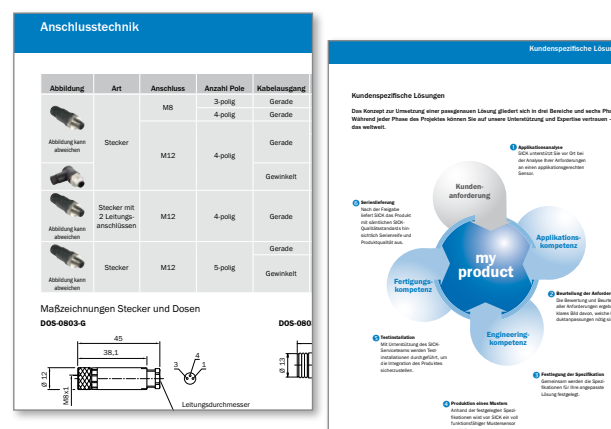 Anschlusstechnik
Abbildung Art Anschluss Anzahl Pole Kabelausgang
Abbildung kann
abweichen
Stecker
M8
3-polig Gerade
4-polig Gerade
M12
4-polig
Gerade
Gewinkelt
Abbildung kann
abweichen
Stecker mit
2 Leitungs-
anschlüssen
M12
4-polig
Gerade
Abbildung kann
abweichen
Stecker
M12
5-polig
Gerade
Gewinkelt
Maßzeichnungen Stecker und Dosen
DOS-0803-G
DOS-080
45
38,1
Ø 12
M8x1
3
4
1
Ø 13
Leitungsdurchmesser
Kundenspezifische Lösu
Kundenspezifische Lösungen
Das Konzept zur Umsetzung einer passgenauen Lösung gliedert sich in drei Bereiche und sechs Pha
Während jeder Phase des Projektes können Sie auf unsere Unterstützung und Expertise vertrauen –
das weltweit.
1 Applikationsanalyse
SICK unterstützt Sie vor Ort bei
der Analyse Ihrer Anforderungen
an einen applikationsgerechten
Sensor.
Kunden-
anforderung
6 Serienlieferung
Nach der Freigabe
liefert SICK das Produkt
mit sämtlichen SICK-
Qualitätsstandards hin-
sichtlich Serienreife und
Produktqualität aus.
Applikations-
kompetenz
my
product
Fertigungs-
kompetenz
2 Beurteilung der Anforder
Die Bewertung und Beurte
aller Anforderungen ergeb
klares Bild davon, welche
duktanpassungen nötig si
Engineering-
kompetenz
5 Testinstallation
Mit Unterstützung des SICK-
Serviceteams werden Test-
installationen durchgeführt, um
die Integration des Produktes
sicherzustellen.
3 Festlegung der Spezifikation
Gemeinsam werden die Spezi-
fikationen für Ihre angepasste
Lösung festgelegt.
4 Produktion eines Musters
Anhand der festgelegten Spezi-
fikationen wird von SICK ein voll
funktionsfähiger Mustersensor